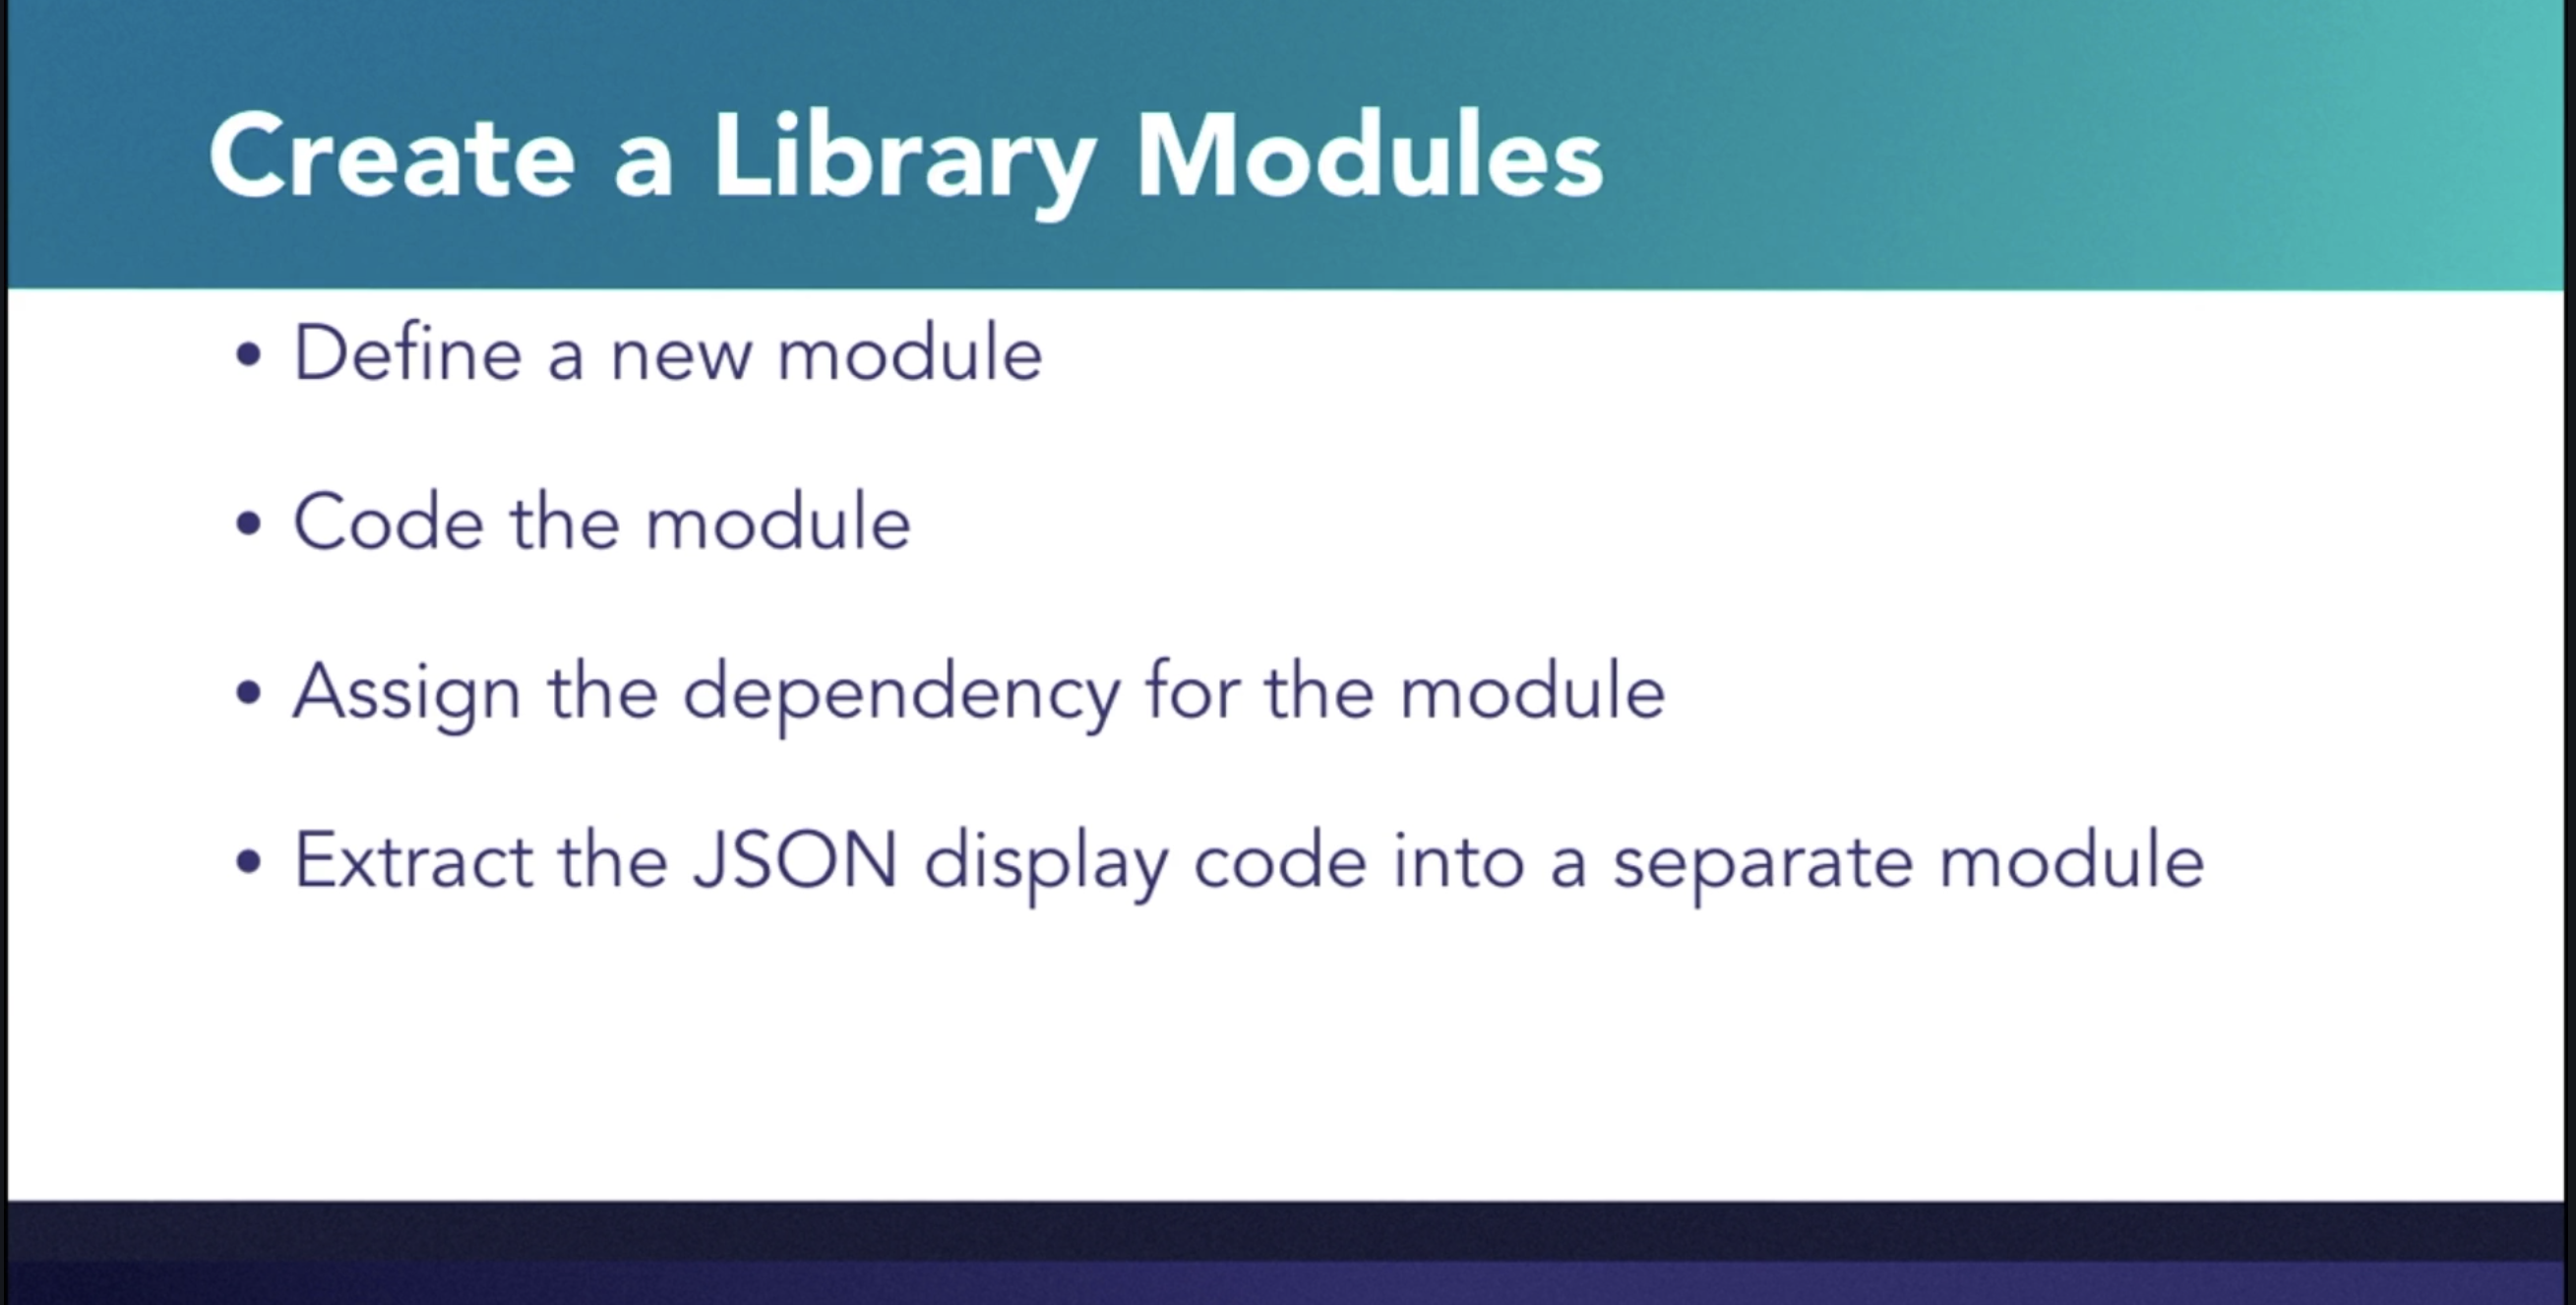 Create a Library Modules
• Define a new module
• Code the module
• Assign the dependency for the module
• Extract the JSON display code into a separate module